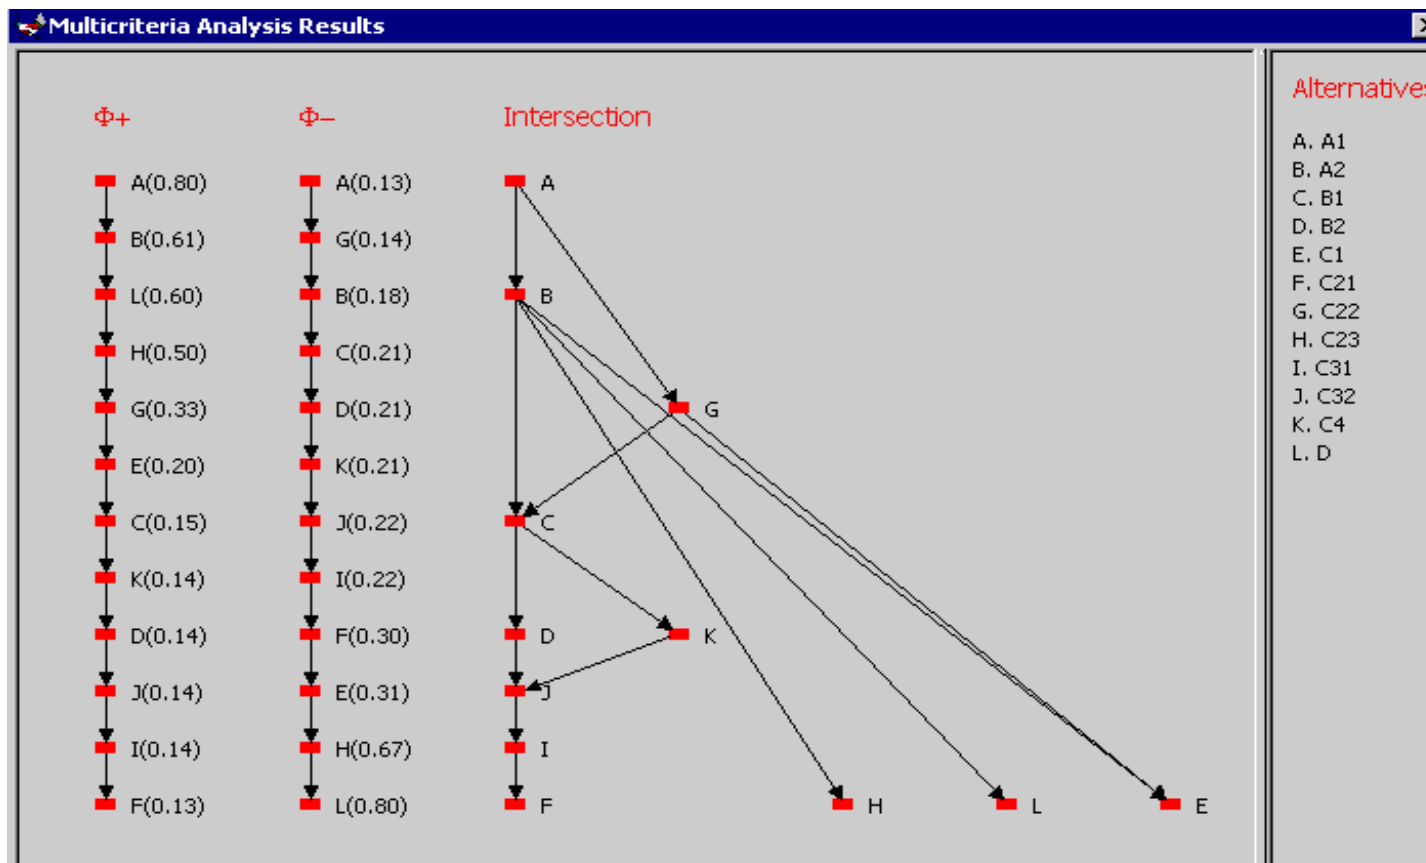 Multicriteria Analysis Results
Φ+ Φ− Intersection
A(0.80) A(0.13) A
B(0.61) G(0.14)
L(0.60) B(0.18) B
H(0.50) C(0.21)
G(0.33) D(0.21) G
E(0.20) K(0.21)
C(0.15) J(0.22) C
K(0.14) I(0.22)
D(0.14) F(0.30) D K
J(0.14) E(0.31) J
I(0.14) H(0.67) I
F(0.13) L(0.80) F H L E
Alternatives
A. A1
B. A2
C. B1
D. B2
E. C1
F. C21
G. C22
H. C23
I. C31
J. C32
K. C4
L. D